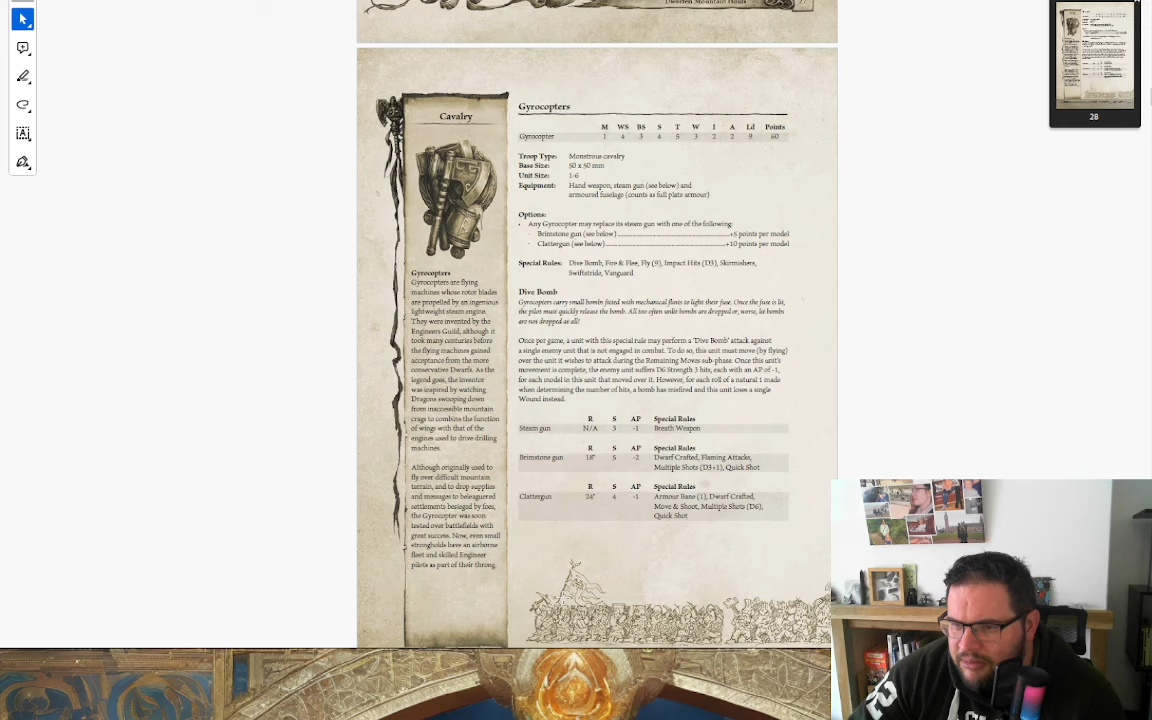 Dwarfen Mountain Holds
27
28
Cavalry
Gyrocopters
Gyrocopters are flying
machines whose rotor blades
are propelled by an ingenious
lightweight steam engine.
They were invented by the
Engineers Guild, although it
took many centuries before
the flying machines gained
acceptance from the more
conservative Dwarfs. As the
legend goes, the inventor
was inspired by watching
Dragons swooping down
from inaccessible mountain
crags to combine the function
of wings with that of the
engines used to drive drilling
machines.
Although originally used to
fly over difficult mountain
terrain, and to drop supplies
and messages to beleaguered
settlements besieged by foes,
the Gyrocopter was soon
tested over battlefields with
great success. Now, even small
strongholds have an airborne
fleet and skilled Engineer
pilots as part of their throng.
Gyrocopters
M WS BS S T W I A Ld Points
Gyrocopter 1 4 3 4 5 3 2 2 9 60
Troop Type: Monstrous cavalry
Base Size: 50 x 50 mm
Unit Size: 1-6
Equipment: Hand weapon, steam gun (see below) and
armoured fuselage (counts as full plate armour)
Options:
• Any Gyrocopter may replace its steam gun with one of the following:
- Brimstone gun (see below) +5 points per model
- Clattergun (see below) +10 points per model
Special Rules: Dive Bomb, Fire & Flee, Fly (9), Impact Hits (D3), Skirmishers,
Swiftstride, Vanguard
Dive Bomb
Gyrocopters carry small bombs fitted with mechanical flints to light their fuse. Once the fuse is lit,
the pilot must quickly release the bomb. All too often unlit bombs are dropped or, worse, lit bombs
are not dropped at all!
Once per game, a unit with this special rule may perform a 'Dive Bomb' attack against
a single enemy unit that is not engaged in combat. To do so, this unit must move (by flying)
over the unit it wishes to attack during the Remaining Moves sub-phase. Once this unit's
movement is complete, the enemy unit suffers D6 Strength 3 hits, each with an AP of -1,
for each model in this unit that moved over it. However, for each roll of a natural 1 made
when determining the number of hits, a bomb has misfired and this unit loses a single
Wound instead.
R S AP Special Rules
Steam gun N/A 3 -1 Breath Weapon
R S AP Special Rules
Brimstone gun 18" 5 -2 Dwarf Crafted, Flaming Attacks,
Multiple Shots (D3+1), Quick Shot
R S AP Special Rules
Clattergun 24" 4 -1 Armour Bane (1), Dwarf Crafted,
Move & Shoot, Multiple Shots (D6),
Quick Shot